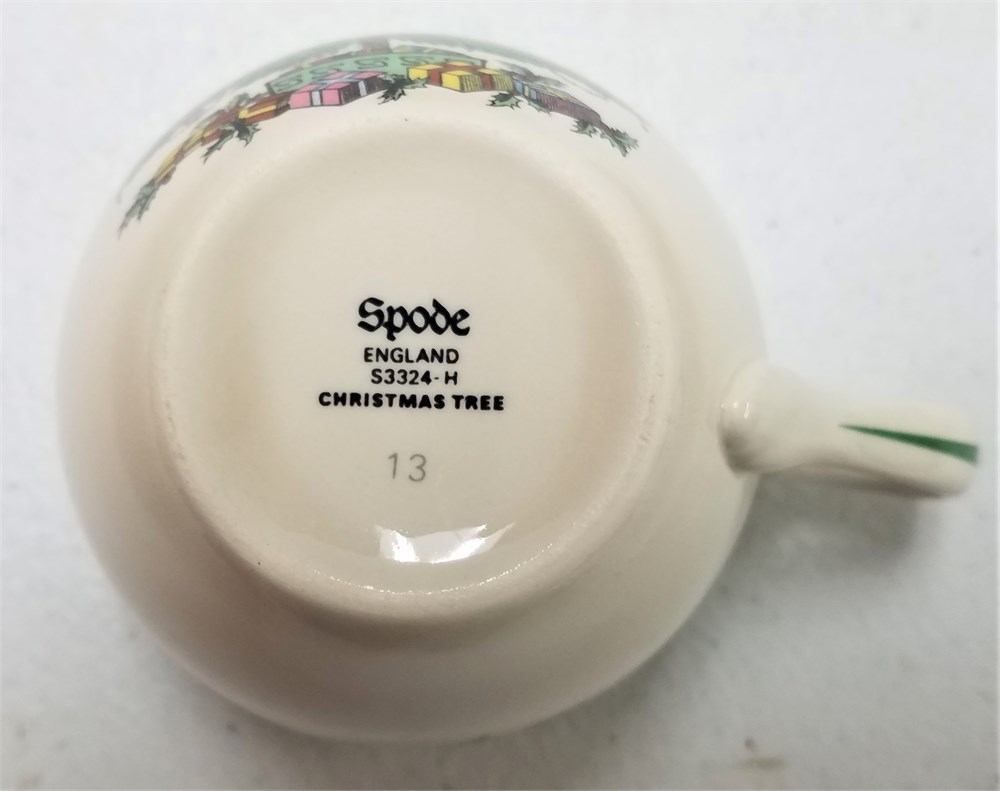 Spode
ENGLAND
S3324-H
CHRISTMAS TREE
13